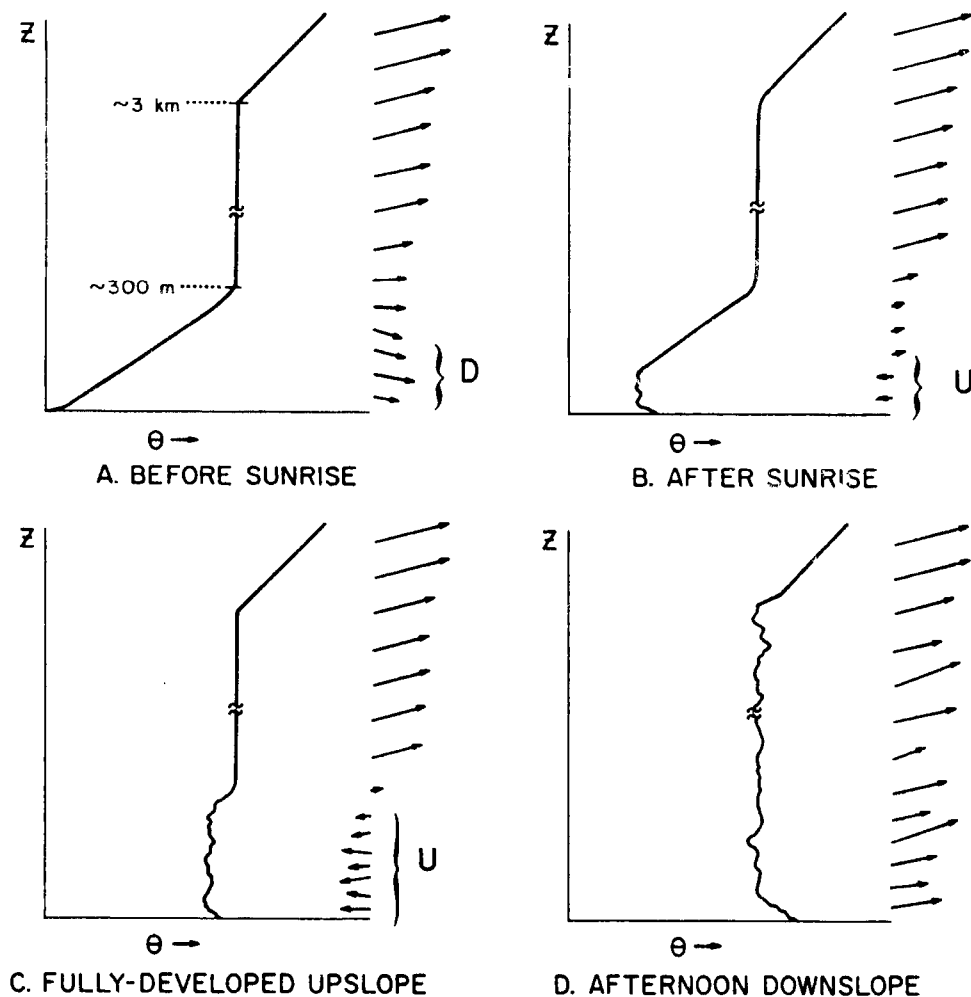 Z
~3 km
~300 m
D
θ →
A. BEFORE SUNRISE
Z
U
θ →
B. AFTER SUNRISE
Z
U
θ →
C. FULLY-DEVELOPED UPSLOPE
Z
θ →
D. AFTERNOON DOWNSLOPE